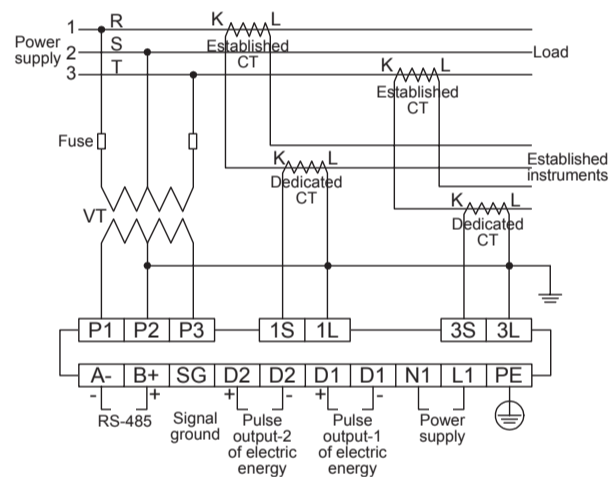 1 R K L
Power supply
S
2
Load
3 T
Established CT
K L
Established CT
Fuse
K L
Established instruments
Dedicated CT
K L
VT
Dedicated CT
P1 P2 P3 1S 1L 3S 3L
A- B+ SG D2 D2 D1 D1 N1 L1 PE
- + + - + -
RS-485
Signal ground
Pulse output-2 of electric energy
Pulse output-1 of electric energy
Power supply